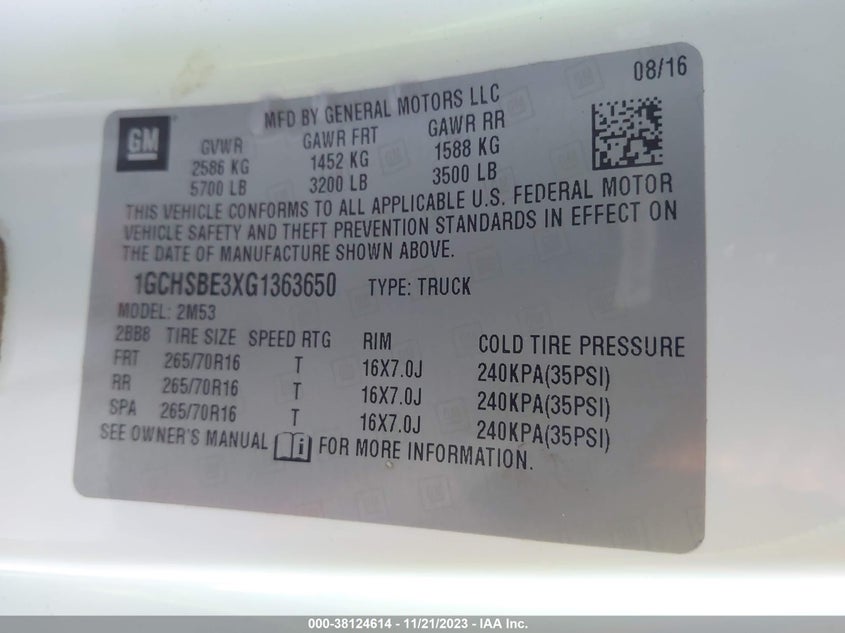 08/16
MFD BY GENERAL MOTORS LLC
GM
GVWR GAWR FRT GAWR RR
2586 KG 1452 KG 1588 KG
5700 LB 3200 LB 3500 LB
THIS VEHICLE CONFORMS TO ALL APPLICABLE U.S. FEDERAL MOTOR
VEHICLE SAFETY AND THEFT PREVENTION STANDARDS IN EFFECT ON
THE DATE OF MANUFACTURE SHOWN ABOVE.
1GCHSBE3XG1363650 TYPE: TRUCK
MODEL: 2M53
2BB8 TIRE SIZE SPEED RTG RIM COLD TIRE PRESSURE
FRT 265/70R16 T 16X7.0J 240KPA(35PSI)
RR 265/70R16 T 16X7.0J 240KPA(35PSI)
SPA 265/70R16 T 16X7.0J 240KPA(35PSI)
SEE OWNER'S MANUAL i FOR MORE INFORMATION.
000-38124614 - 11/21/2023 - IAA Inc.